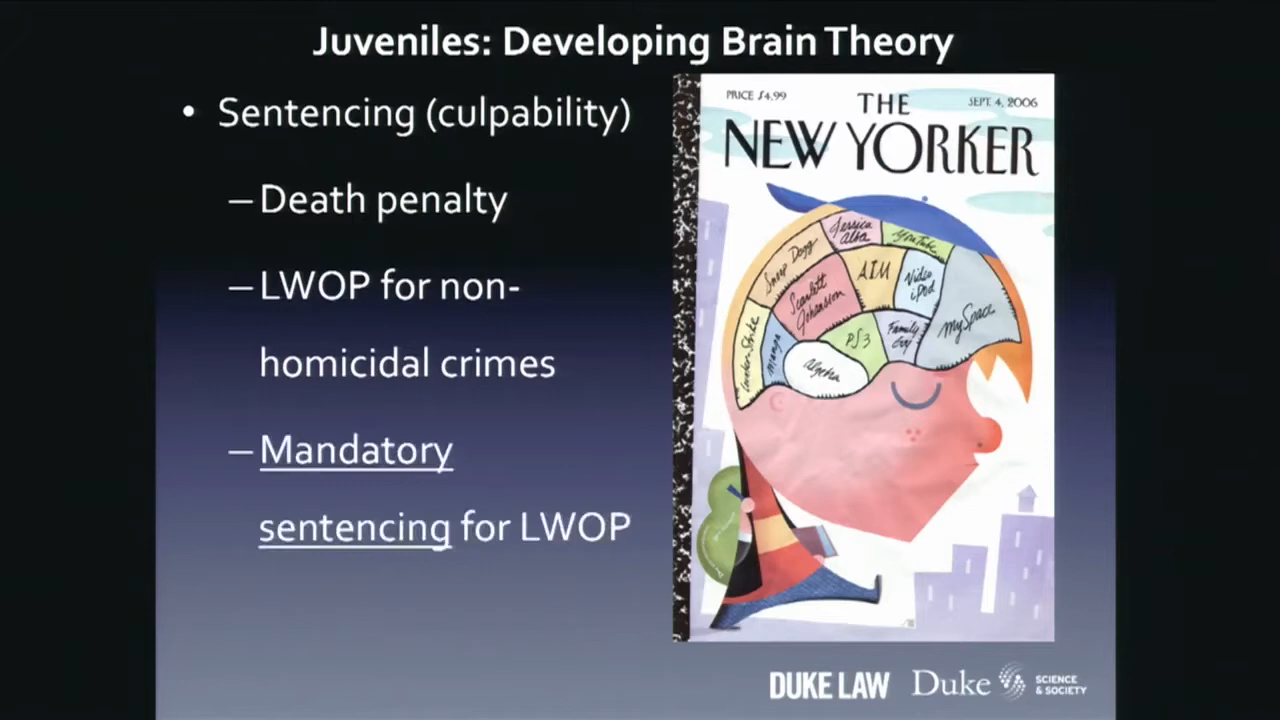 Juveniles: Developing Brain Theory
• Sentencing (culpability)
– Death penalty
– LWOP for non-
homicidal crimes
– Mandatory
sentencing for LWOP
PRICE $4.99
THE
SEPT. 4, 2006
NEW YORKER
Jessica
Alba
YouTube
Snoop Dogg
AIM
Video
iPod
Scarlett
Johansson
mySpace
Counter-Strike
Manga
PS3
Family
Guy
Algebra
DUKE LAW
Duke
SCIENCE
& SOCIETY